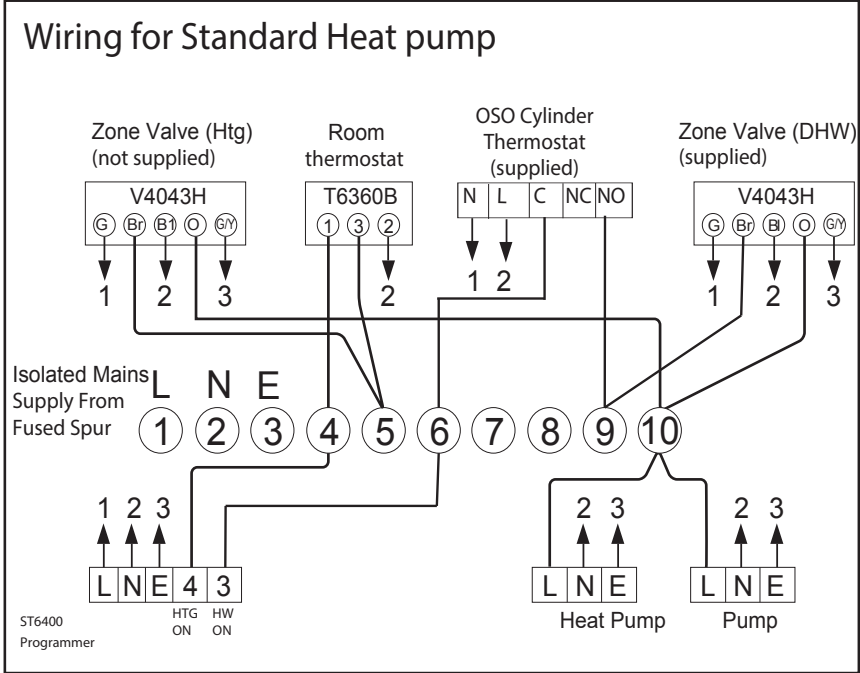 Wiring for Standard Heat pump
Zone Valve (Htg)
(not supplied)
Room
thermostat
OSO Cylinder
Thermostat
(supplied)
Zone Valve (DHW)
(supplied)
V4043H
G Br B1 O G/Y
1 2 3
T6360B
1 3 2
2
N L C NC NO
1 2
V4043H
G Br Bl O G/Y
1 2 3
Isolated Mains
Supply From
Fused Spur
L N E
1 2 3 4 5 6 7 8 9 10
1 2 3
L N E 4 3
HTG
ON
HW
ON
ST6400
Programmer
2 3
L N E
Heat Pump
2 3
L N E
Pump